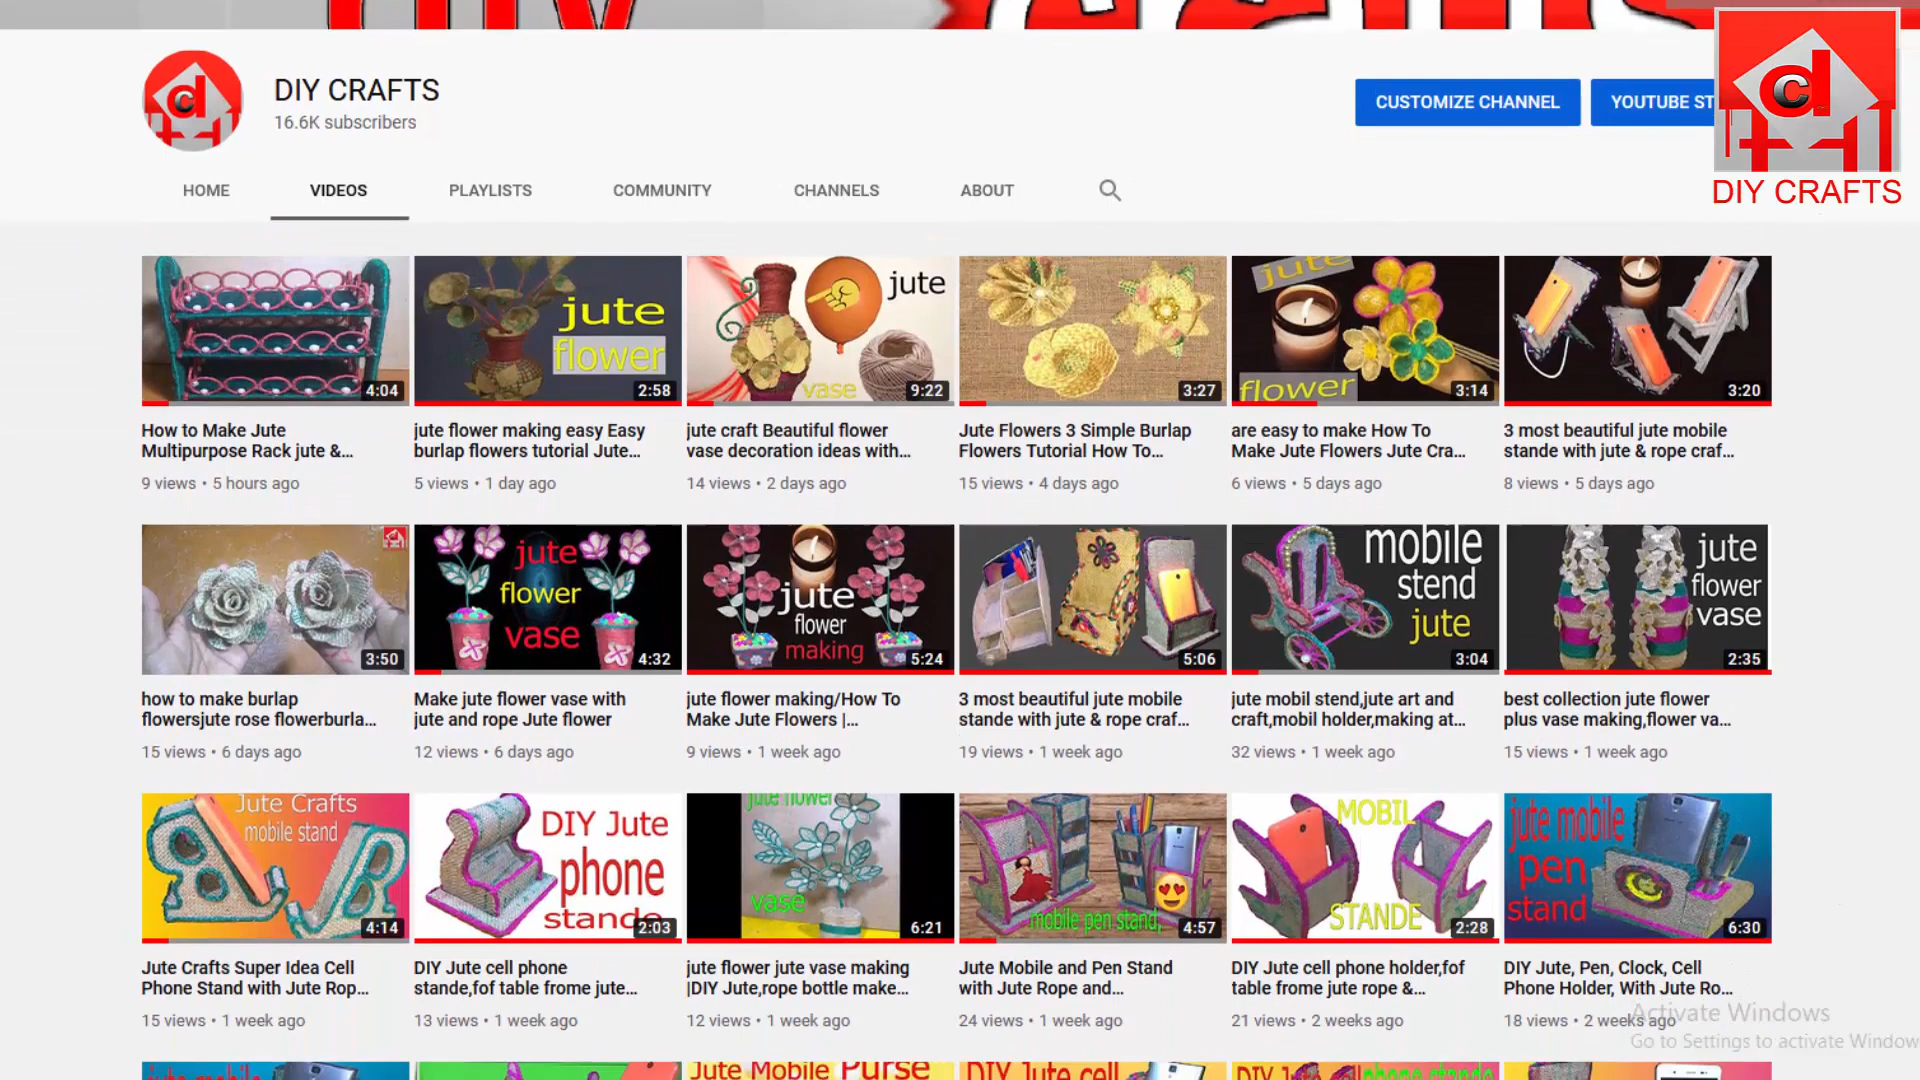 DIY CRAFTS
16.6K subscribers
CUSTOMIZE CHANNEL
YOUTUBE ST
cd
DIY CRAFTS
HOME
VIDEOS
PLAYLISTS
COMMUNITY
CHANNELS
ABOUT
4:04
jute
flower
2:58
jute
vase
9:22
3:27
jute
flower
3:14
3:20
How to Make Jute
Multipurpose Rack jute &...
9 views • 5 hours ago
jute flower making easy Easy
burlap flowers tutorial Jute...
5 views • 1 day ago
jute craft Beautiful flower
vase decoration ideas with...
14 views • 2 days ago
Jute Flowers 3 Simple Burlap
Flowers Tutorial How To...
15 views • 4 days ago
are easy to make How To
Make Jute Flowers Jute Cra...
6 views • 5 days ago
3 most beautiful jute mobile
stande with jute & rope craf...
8 views • 5 days ago
3:50
jute
flower
vase
4:32
jute
flower
making
5:24
5:06
mobile
stend
jute
3:04
jute
flower
vase
2:35
how to make burlap
flowersjute rose flowerburla...
15 views • 6 days ago
Make jute flower vase with
jute and rope Jute flower
12 views • 6 days ago
jute flower making/How To
Make Jute Flowers |...
9 views • 1 week ago
3 most beautiful jute mobile
stande with jute & rope craf...
19 views • 1 week ago
jute mobil stend,jute art and
craft,mobil holder,making at...
32 views • 1 week ago
best collection jute flower
plus vase making,flower va...
15 views • 1 week ago
Jute Crafts
mobile stand
4:14
DIY Jute
phone
stande
2:03
jute flower
vase
6:21
mobile pen stand,
4:57
MOBIL
STANDE
2:28
jute mobile
pen
stand
6:30
Jute Crafts Super Idea Cell
Phone Stand with Jute Rop...
15 views • 1 week ago
DIY Jute cell phone
stande,fof table frome jute...
13 views • 1 week ago
jute flower jute vase making
|DIY Jute,rope bottle make...
12 views • 1 week ago
Jute Mobile and Pen Stand
with Jute Rope and...
24 views • 1 week ago
DIY Jute cell phone holder,fof
table frome jute rope &...
21 views • 2 weeks ago
DIY Jute, Pen, Clock, Cell
Phone Holder, With Jute Ro...
18 views • 2 weeks ago
Activate Windows
Go to Settings to activate Window
jute mobile
Jute Mobile Purse
DIY Jute cell
DIY Jute cell phone stande